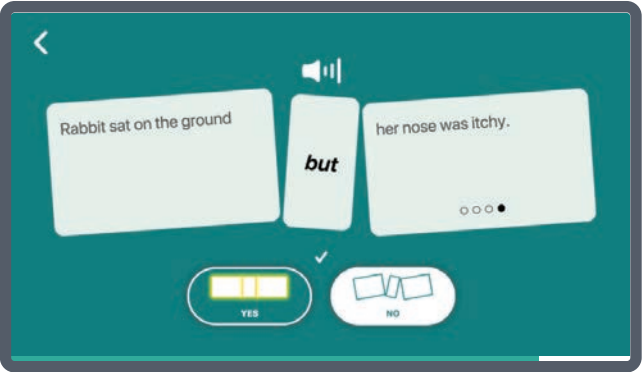 Rabbit sat on the ground
but
her nose was itchy.
YES
NO